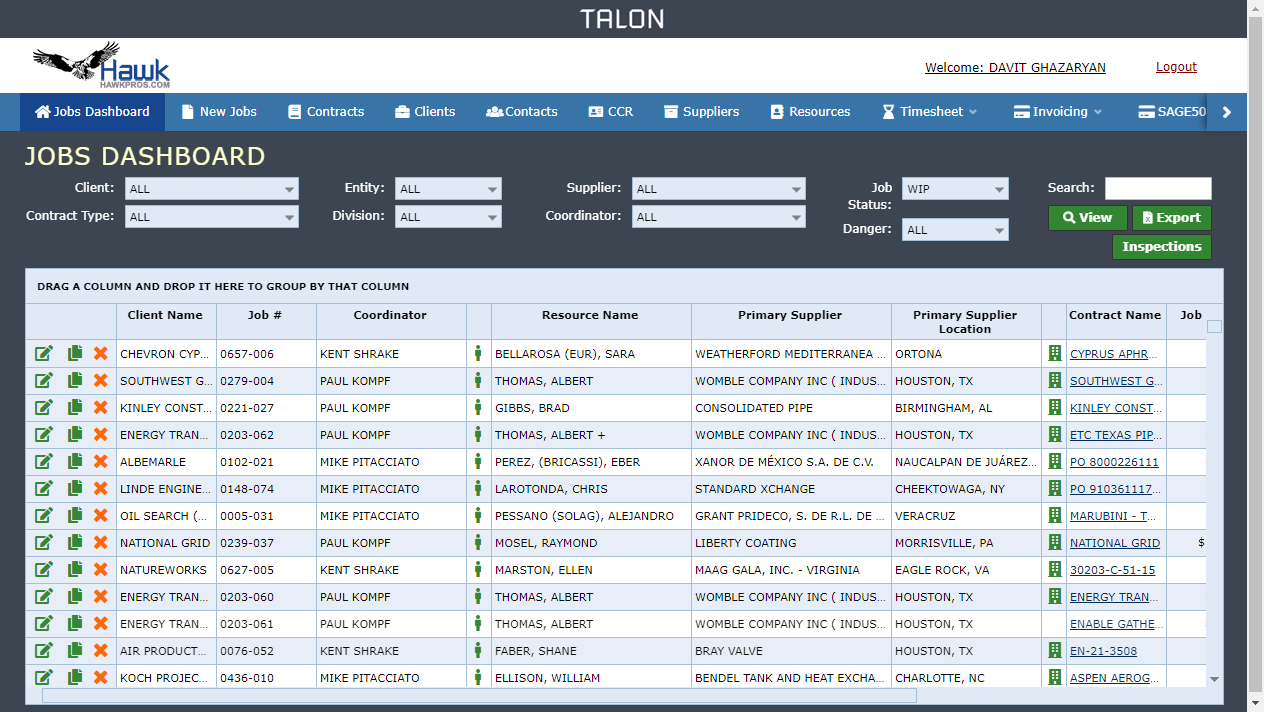 TALON
Hawk
HAWKPROS.COM
Welcome: DAVIT GHAZARYAN Logout
Jobs Dashboard New Jobs Contracts Clients Contacts CCR Suppliers Resources Timesheet Invoicing SAGE50
JOBS DASHBOARD
Client: ALL Entity: ALL Supplier: ALL Job Status: WIP Search:
Contract Type: ALL Division: ALL Coordinator: ALL Danger: ALL View Export
Inspections
DRAG A COLUMN AND DROP IT HERE TO GROUP BY THAT COLUMN
Client Name Job # Coordinator Resource Name Primary Supplier Primary Supplier Location Contract Name Job
CHEVRON CYP... 0657-006 KENT SHRAKE BELLAROSA (EUR), SARA WEATHERFORD MEDITERRANEA ... ORTONA CYPRUS APHR...
SOUTHWEST G... 0279-004 PAUL KOMPF THOMAS, ALBERT WOMBLE COMPANY INC ( INDUS... HOUSTON, TX SOUTHWEST G...
KINLEY CONST... 0221-027 PAUL KOMPF GIBBS, BRAD CONSOLIDATED PIPE BIRMINGHAM, AL KINLEY CONST...
ENERGY TRAN... 0203-062 PAUL KOMPF THOMAS, ALBERT + WOMBLE COMPANY INC ( INDUS... HOUSTON, TX ETC TEXAS PIP...
ALBEMARLE 0102-021 MIKE PITACCIATO PEREZ, (BRICASSI), EBER XANOR DE MÉXICO S.A. DE C.V. NAUCALPAN DE JUÁREZ... PO 8000226111
LINDE ENGINE... 0148-074 MIKE PITACCIATO LAROTONDA, CHRIS STANDARD XCHANGE CHEEKTOWAGA, NY PO 910361117...
OIL SEARCH (... 0005-031 MIKE PITACCIATO PESSANO (SOLAG), ALEJANDRO GRANT PRIDECO, S. DE R.L. DE ... VERACRUZ MARUBINI - T...
NATIONAL GRID 0239-037 PAUL KOMPF MOSEL, RAYMOND LIBERTY COATING MORRISVILLE, PA NATIONAL GRID $
NATUREWORKS 0627-005 KENT SHRAKE MARSTON, ELLEN MAAG GALA, INC. - VIRGINIA EAGLE ROCK, VA 30203-C-51-15
ENERGY TRAN... 0203-060 PAUL KOMPF THOMAS, ALBERT WOMBLE COMPANY INC ( INDUS... HOUSTON, TX ENERGY TRAN...
ENERGY TRAN... 0203-061 PAUL KOMPF THOMAS, ALBERT WOMBLE COMPANY INC ( INDUS... HOUSTON, TX ENABLE GATHE...
AIR PRODUCT... 0076-052 KENT SHRAKE FABER, SHANE BRAY VALVE HOUSTON, TX EN-21-3508
KOCH PROJEC... 0436-010 MIKE PITACCIATO ELLISON, WILLIAM BENDEL TANK AND HEAT EXCHA... CHARLOTTE, NC ASPEN AEROG...